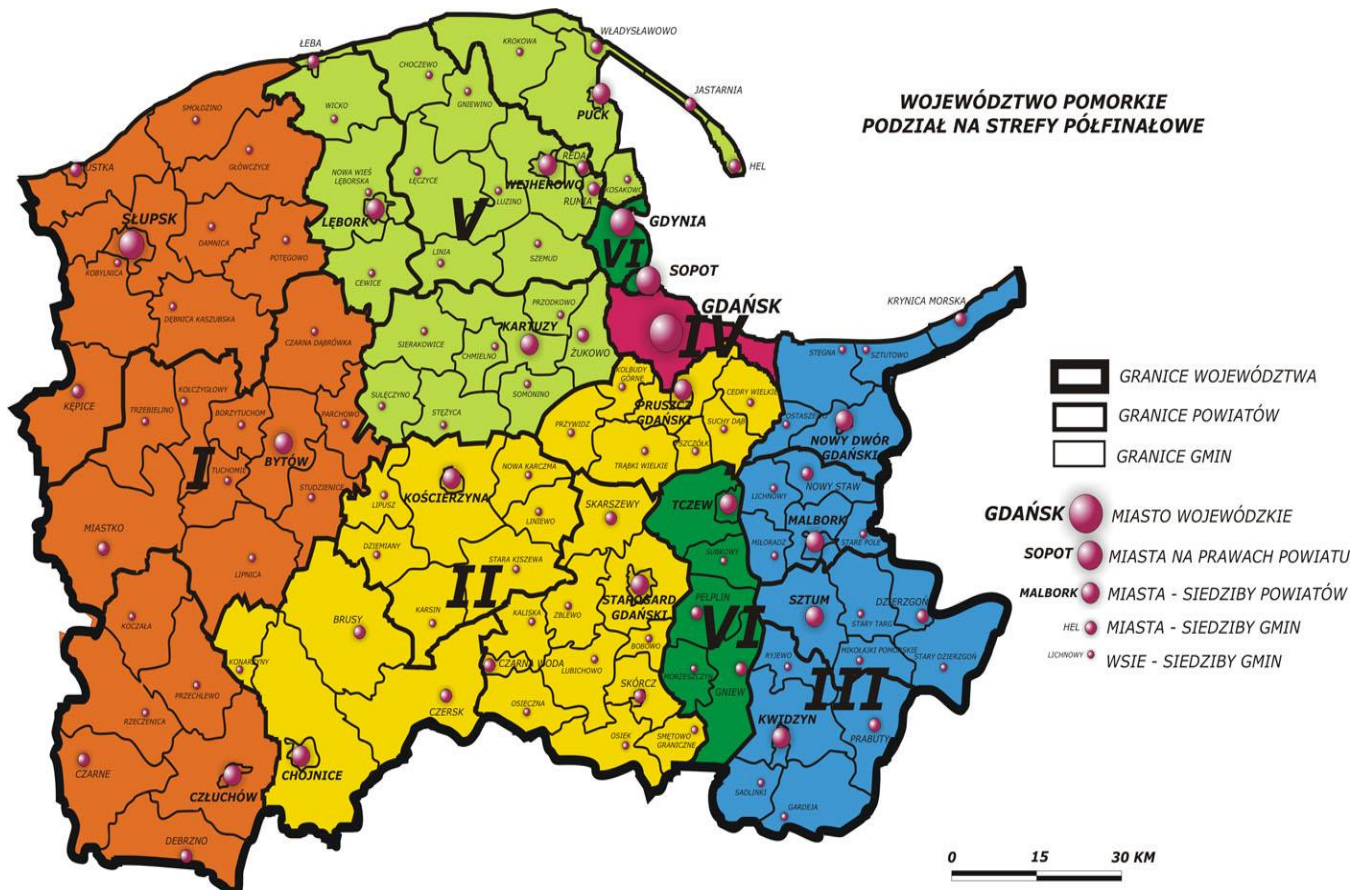 WOJEWÓDZTWO POMORKIE
PODZIAŁ NA STREFY PÓŁFINAŁOWE
ŁEBA
WŁADYSŁAWOWO
KROKOWA
CHOCZEWO
GNIEWINO
JASTARNIA
PUCK
SMOŁDZINO
WICKO
HEL
USTKA
GŁÓWCZYCE
NOWA WIEŚ
LĘBORSKA
ŁĘCZYCE
WEJHEROWO
REDA
RUMIA
KOSAKOWO
LUZINO
LĘBORK
V
GDYNIA
SŁUPSK
DAMNICA
POTĘGOWO
KOBYLNICA
LINIA
SZEMUD
VI
CEWICE
SOPOT
DĘBNICA KASZUBSKA
CZARNA DĄBRÓWKA
PRZODKOWO
GDAŃSK
IV
KRYNICA MORSKA
SIERAKOWICE
KARTUZY
CHMIELNO
ŻUKOWO
STEGNA
SZTUTOWO
KĘPICE
KOŁCZYGŁOWY
TRZEBIELINO
BORZYTUCHOM
PARCHOWO
SULĘCZYNO
STĘŻYCA
SOMONINO
KOLBUDY
GÓRNE
PRUSZCZ
GDAŃSKI
CEDRY WIELKIE
OSTASZEWO
NOWY DWÓR
GDAŃSKI
PRZYWIDZ
SUCHY DĄB
PSZCZÓŁKI
TRĄBKI WIELKIE
I
BYTÓW
TUCHOMIE
STUDZIENICE
KOŚCIERZYNA
NOWA KARCZMA
LIPUSZ
LINIEWO
SKARSZEWY
TCZEW
LICHNOWY
NOWY STAW
MALBORK
STARE POLE
MIŁORADZ
MIASTKO
LIPNICA
DZIEMIANY
STARA KISZEWA
SUBKOWY
II
STAROGARD
GDAŃSKI
PELPLIN
VI
SZTUM
DZIERZGOŃ
STARY TARG
KOCZAŁA
BRUSY
KARSIN
KALISKA
ZBLEWO
BOBOWO
KONARZYNY
CZARNA WODA
LUBICHOWO
MORZESZCZYN
GNIEW
RYJEWO
MIKOŁAJKI POMORSKIE
STARY DZIERZGOŃ
III
PRZECHLEWO
RZECZENICA
CZERSK
OSIECZNA
SKÓRCZ
OSIEK
SMĘTOWO
GRANICZNE
KWIDZYN
PRABUTY
CZARNE
CZŁUCHÓW
CHOJNICE
SADLINKI
GARDEJA
DEBRZNO
GRANICE WOJEWÓDZTWA
GRANICE POWIATÓW
GRANICE GMIN
GDAŃSK MIASTO WOJEWÓDZKIE
SOPOT MIASTA NA PRAWACH POWIATU
MALBORK MIASTA - SIEDZIBY POWIATÓW
HEL MIASTA - SIEDZIBY GMIN
LICHNOWY WSIE - SIEDZIBY GMIN
0 15 30 KM